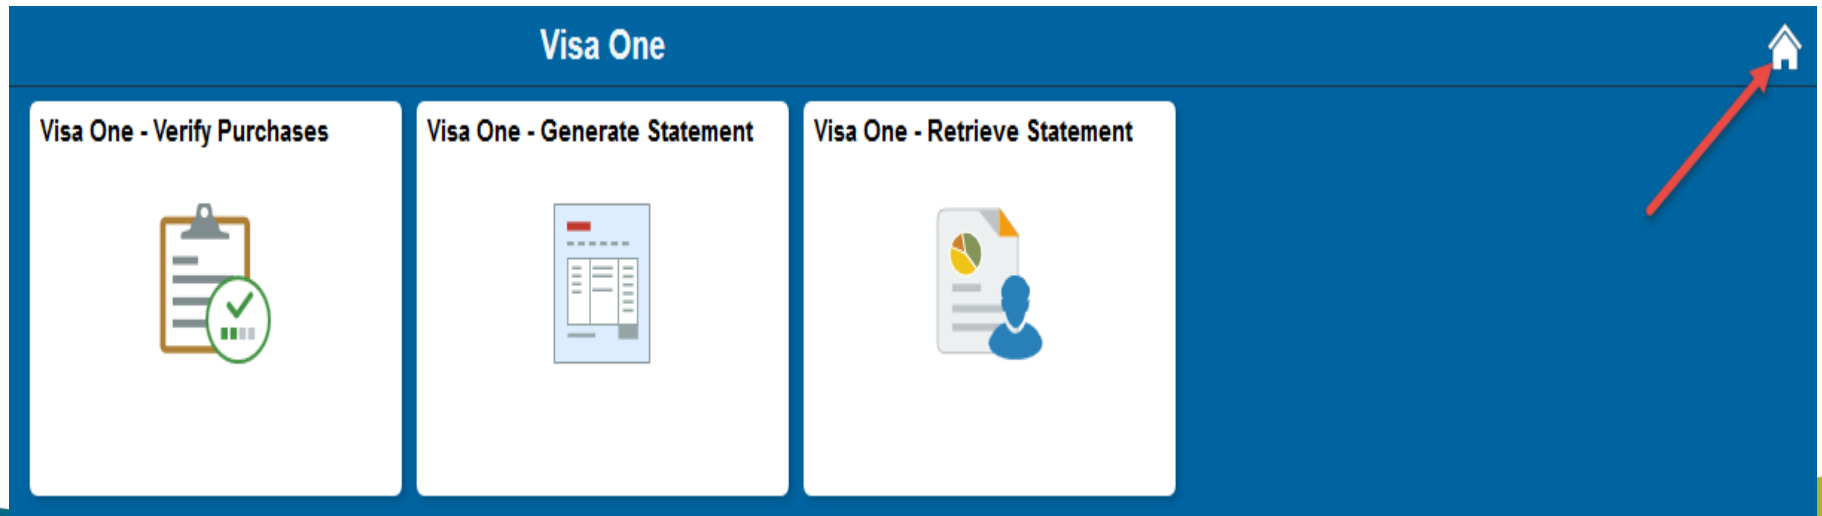 Visa One
Visa One - Verify Purchases
Visa One - Generate Statement
Visa One - Retrieve Statement